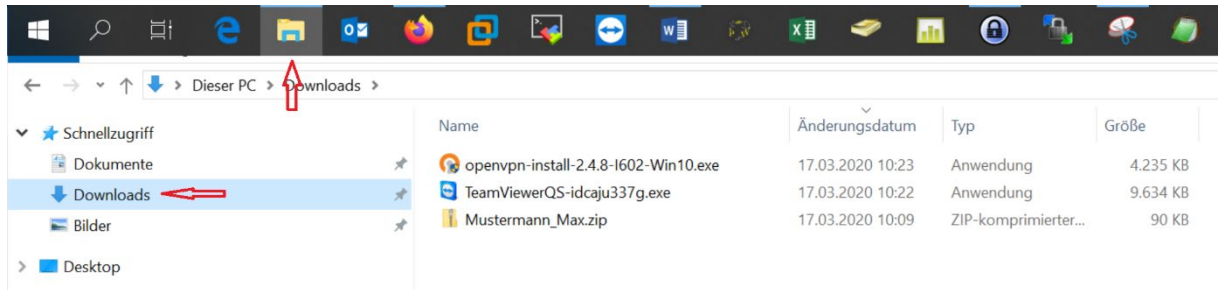 Dieser PC > Downloads >
Schnellzugriff
Dokumente
Downloads
Bilder
Desktop
Name Änderungsdatum Typ Größe
openvpn-install-2.4.8-I602-Win10.exe 17.03.2020 10:23 Anwendung 4.235 KB
TeamViewerQS-idcaju337g.exe 17.03.2020 10:22 Anwendung 9.634 KB
Mustermann_Max.zip 17.03.2020 10:09 ZIP-komprimierter... 90 KB